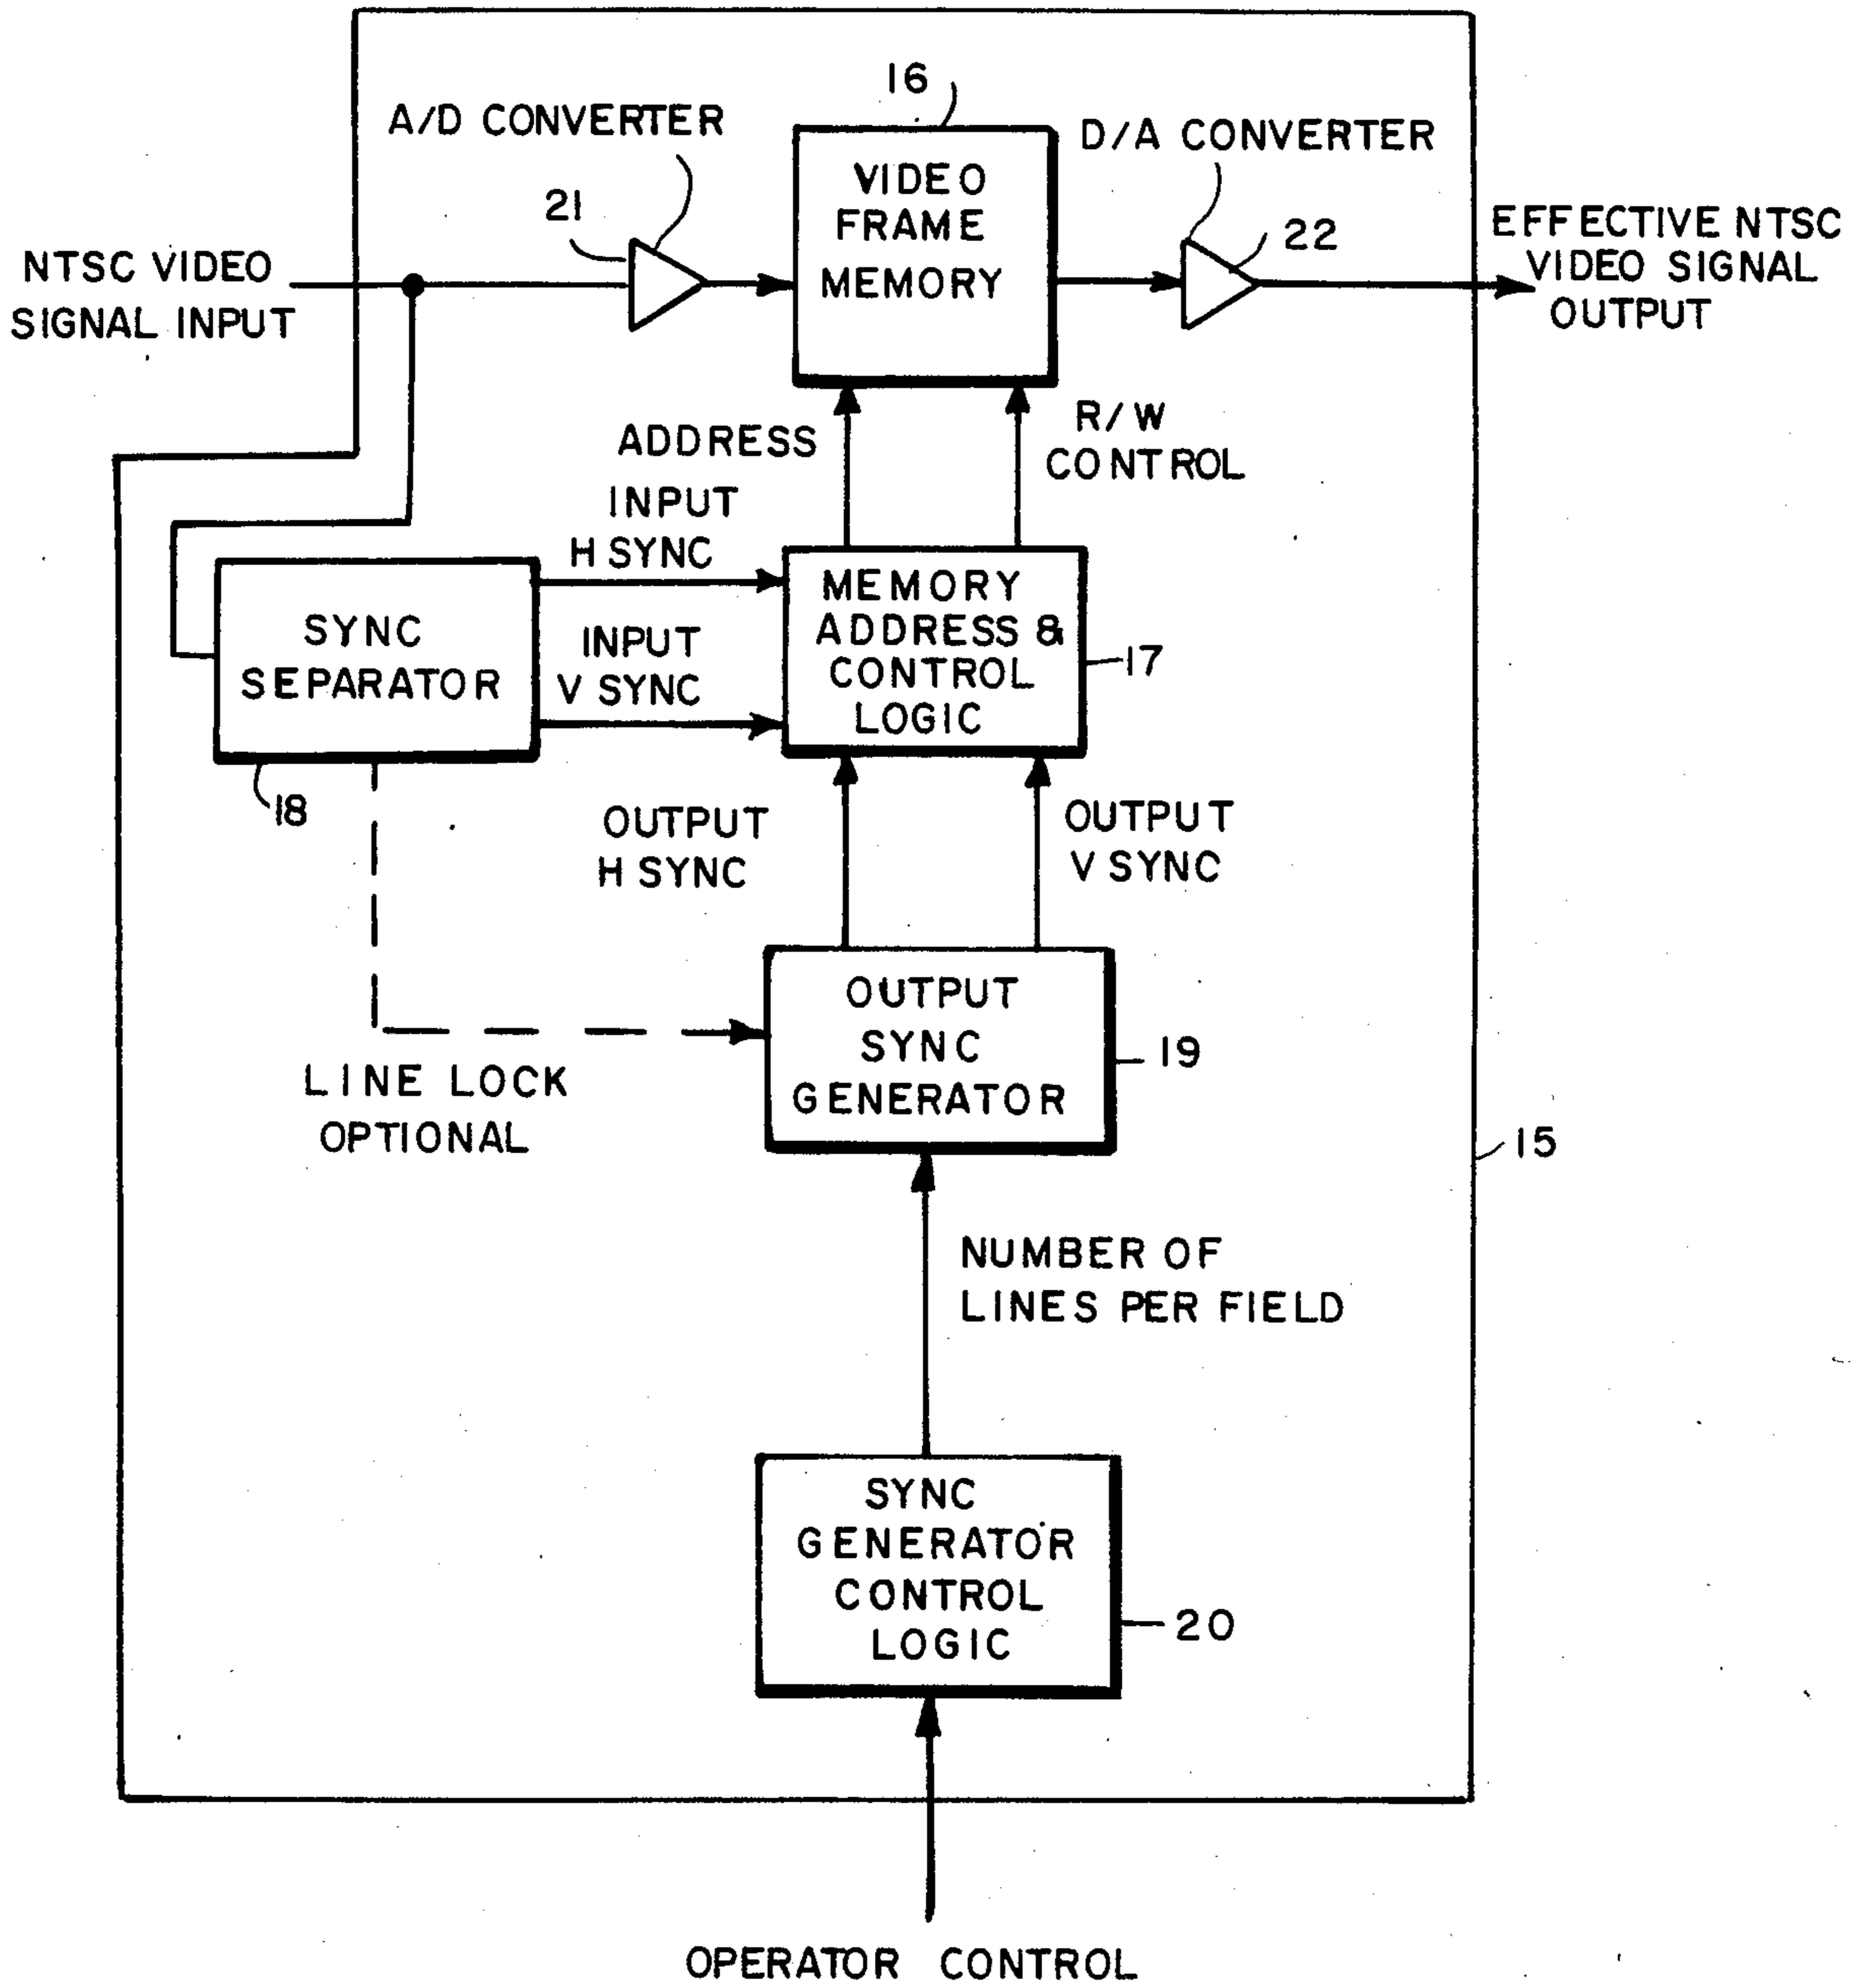 16
A/D CONVERTER
D/A CONVERTER
VIDEO
FRAME
MEMORY
21
22
NTSC VIDEO
SIGNAL INPUT
EFFECTIVE NTSC
VIDEO SIGNAL
OUTPUT
ADDRESS
R/W
CONTROL
INPUT
H SYNC
SYNC
SEPARATOR
INPUT
V SYNC
MEMORY
ADDRESS &
CONTROL
LOGIC
17
18
OUTPUT
H SYNC
OUTPUT
V SYNC
OUTPUT
SYNC
GENERATOR
19
LINE LOCK
OPTIONAL
15
NUMBER OF
LINES PER FIELD
SYNC
GENERATOR
CONTROL
LOGIC
20
OPERATOR CONTROL